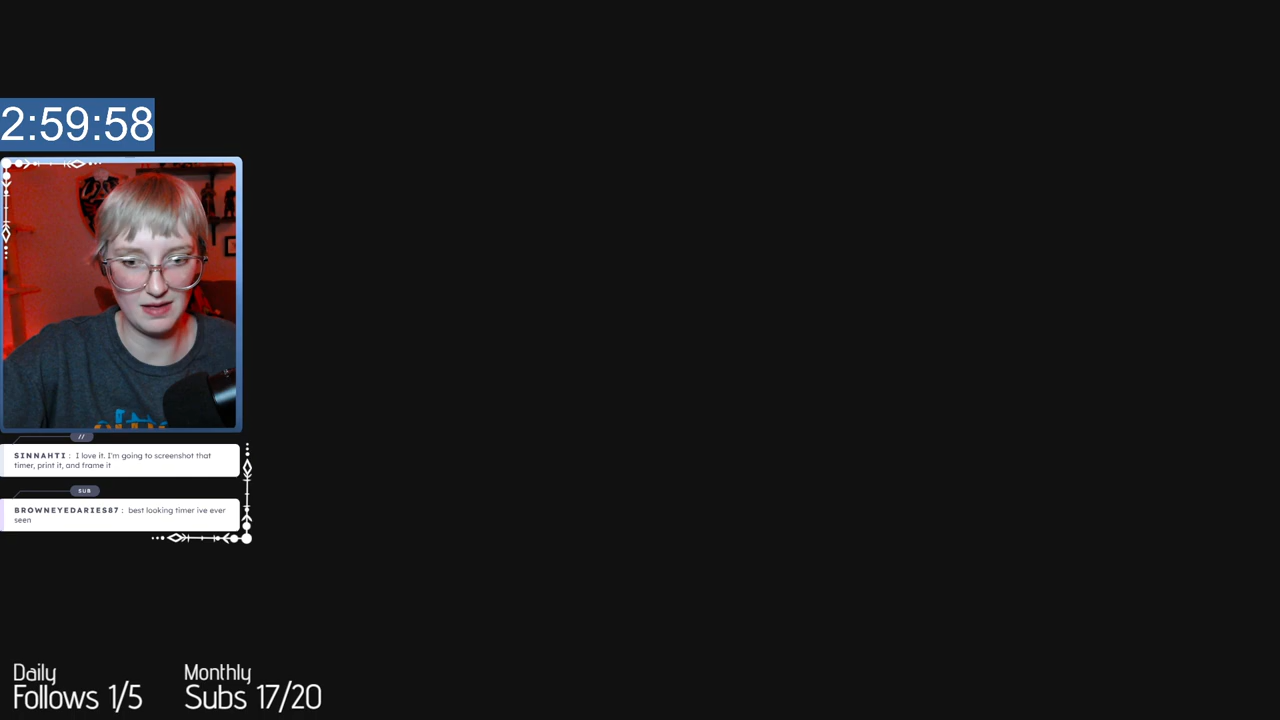 2:59:58
//
SINNAHTI : I love it. I'm going to screenshot that
timer, print it, and frame it
SUB
BROWNEYEDARIES87 : best looking timer ive ever
seen
Daily
Follows 1/5
Monthly
Subs 17/20